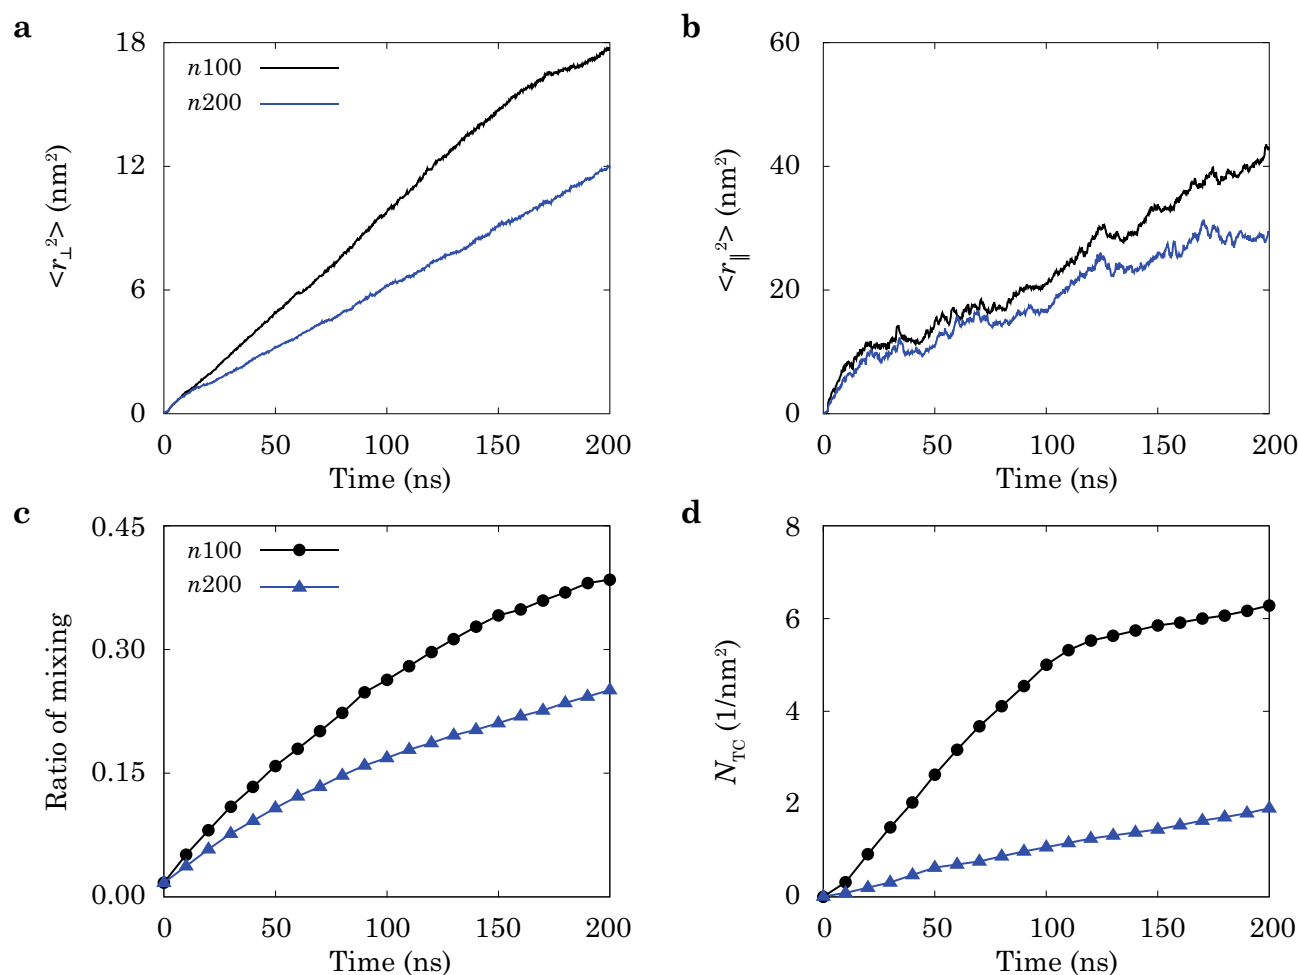 a
18
12
6
0
<r⊥²> (nm²)
n100
n200
0 50 100 150 200
Time (ns)
b
60
40
20
0
<r∥²> (nm²)
0 50 100 150 200
Time (ns)
c
0.45
0.30
0.15
0.00
Ratio of mixing
n100
n200
0 50 100 150 200
Time (ns)
d
8
6
4
2
0
N_TC (1/nm²)
0 50 100 150 200
Time (ns)